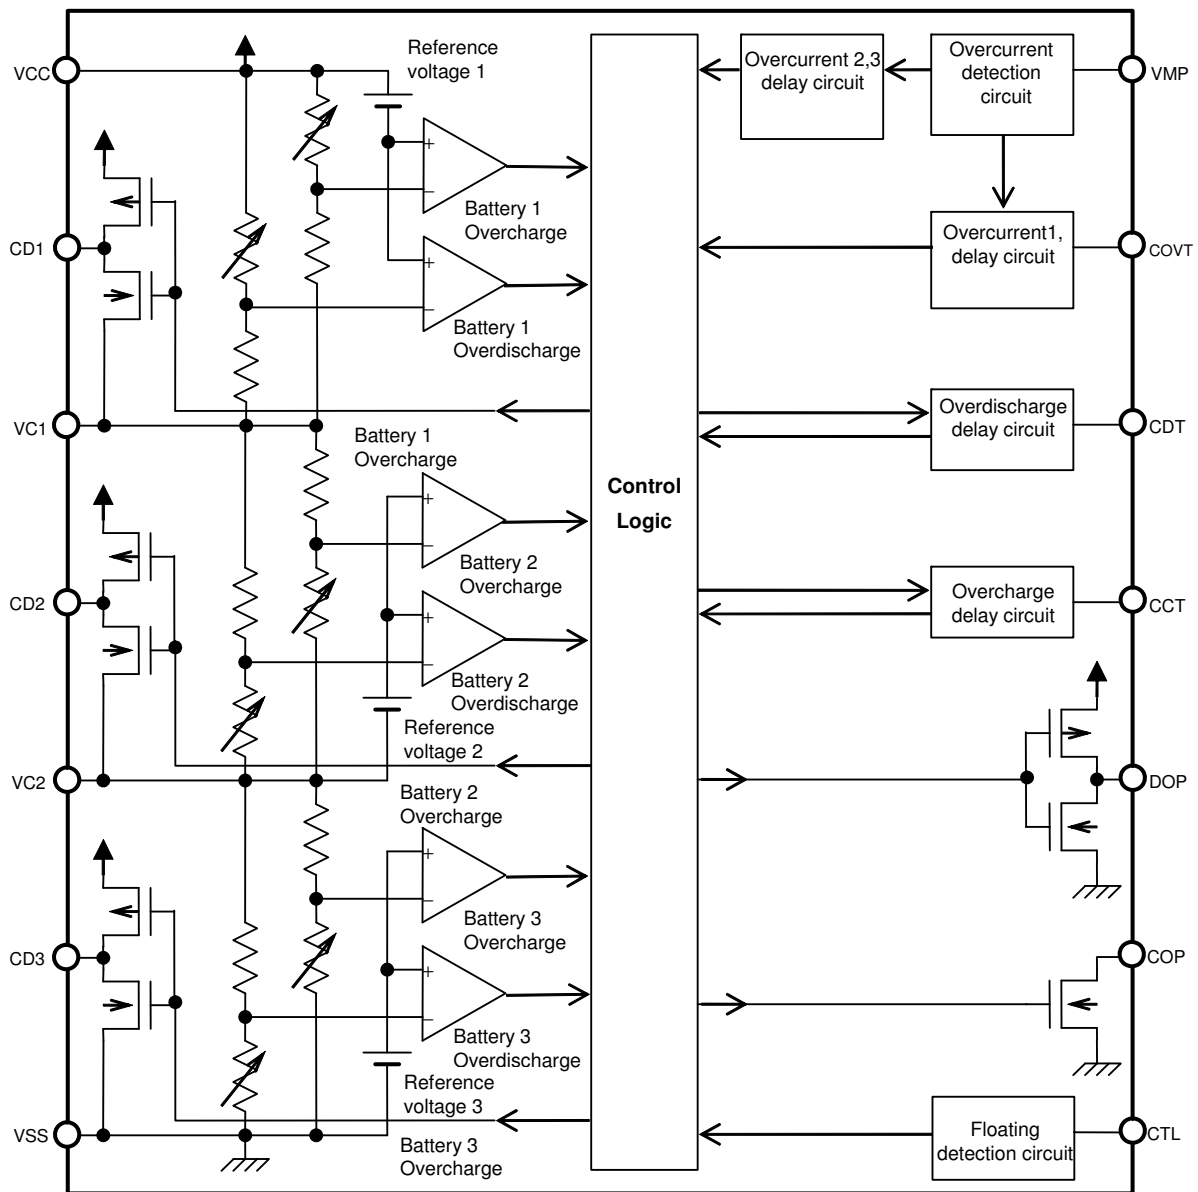 Reference
voltage 1
VCC
Overcurrent 2,3
delay circuit
Overcurrent
detection
circuit
VMP
Battery 1
Overcharge
CD1
Overcurrent1,
delay circuit
COVT
Battery 1
Overdischarge
VC1
Battery 1
Overcharge
Overdischarge
delay circuit
CDT
Control
Logic
Battery 2
Overcharge
CD2
Overcharge
delay circuit
CCT
Battery 2
Overdischarge
Reference
voltage 2
VC2
DOP
Battery 2
Overcharge
Battery 3
Overcharge
CD3
COP
Battery 3
Overdischarge
Reference
voltage 3
VSS
Battery 3
Overcharge
Floating
detection circuit
CTL